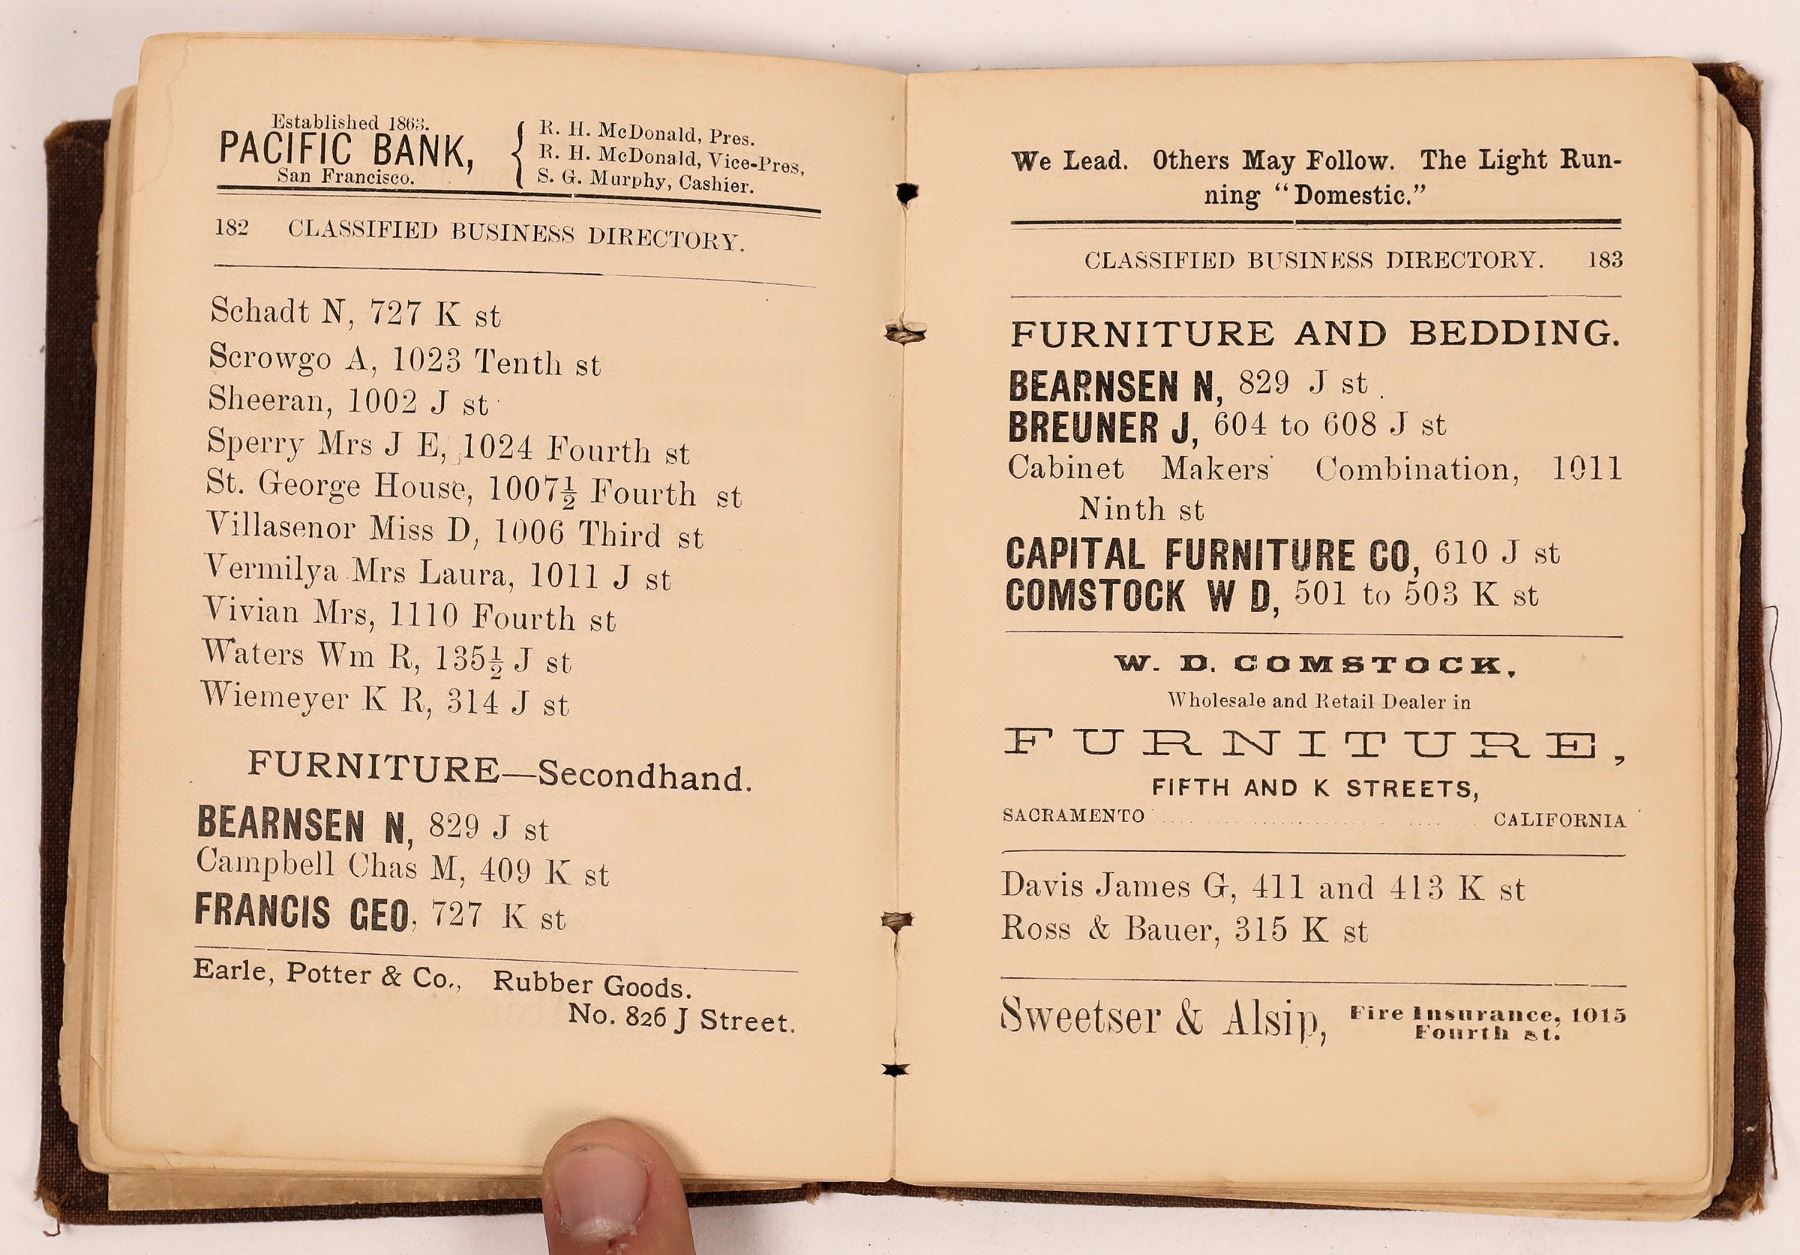 Established 1863.
PACIFIC BANK,
San Francisco.
R. H. McDonald, Pres.
R. H. McDonald, Vice-Pres,
S. G. Murphy, Cashier.
182 CLASSIFIED BUSINESS DIRECTORY.
Schadt N, 727 K st
Scrowgo A, 1023 Tenth st
Sheeran, 1002 J st
Sperry Mrs J E, 1024 Fourth st
St. George House, 1007½ Fourth st
Villasenor Miss D, 1006 Third st
Vermilya Mrs Laura, 1011 J st
Vivian Mrs, 1110 Fourth st
Waters Wm R, 135½ J st
Wiemeyer K R, 314 J st
FURNITURE—Secondhand.
BEARNSEN N, 829 J st
Campbell Chas M, 409 K st
FRANCIS GEO, 727 K st
Earle, Potter & Co., Rubber Goods.
No. 826 J Street.
We Lead. Others May Follow. The Light Run-
ning "Domestic."
CLASSIFIED BUSINESS DIRECTORY. 183
FURNITURE AND BEDDING.
BEARNSEN N, 829 J st.
BREUNER J, 604 to 608 J st
Cabinet Makers' Combination, 1011
Ninth st
CAPITAL FURNITURE CO, 610 J st
COMSTOCK W D, 501 to 503 K st
W. D. COMSTOCK,
Wholesale and Retail Dealer in
FURNITURE,
FIFTH AND K STREETS,
SACRAMENTO .......... CALIFORNIA
Davis James G, 411 and 413 K st
Ross & Bauer, 315 K st
Sweetser & Alsip, Fire Insurance, 1015
Fourth st.